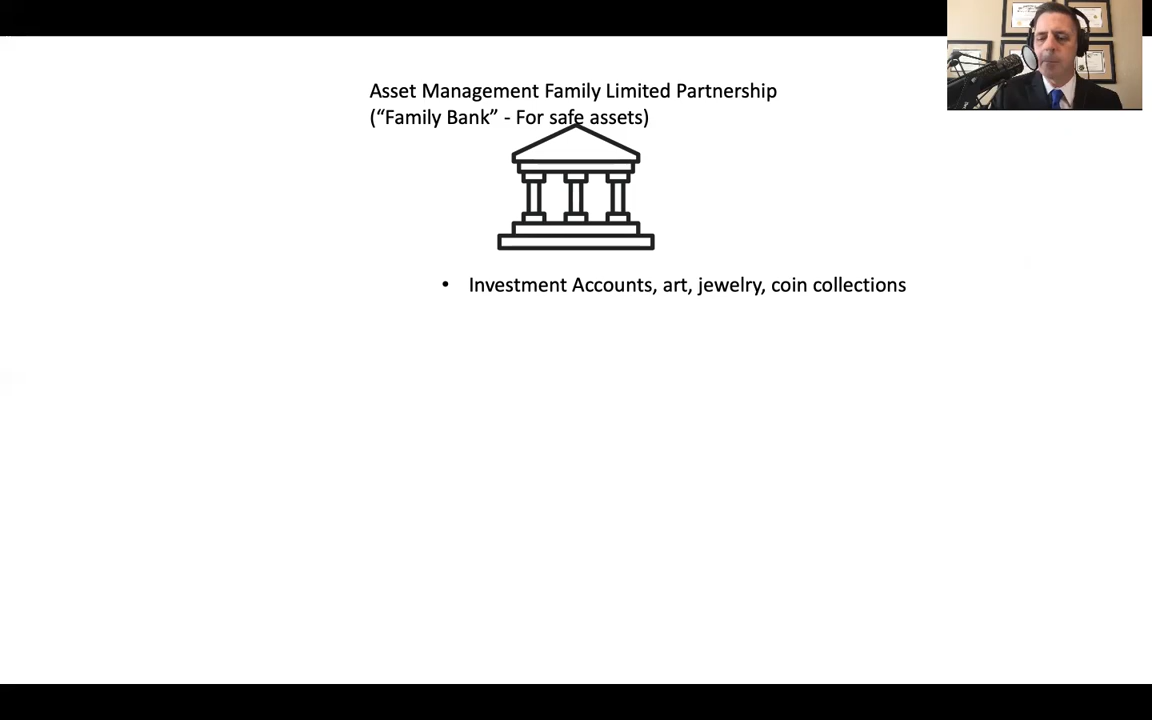 Asset Management Family Limited Partnership
(“Family Bank” - For safe assets)
• Investment Accounts, art, jewelry, coin collections